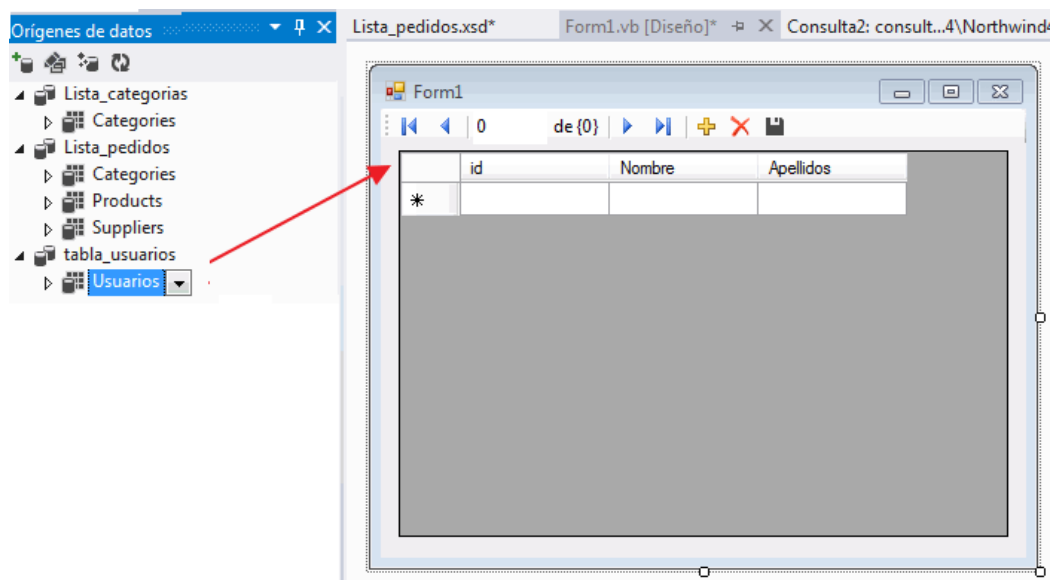 Orígenes de datos
Lista_categorias
Categories
Lista_pedidos
Categories
Products
Suppliers
tabla_usuarios
Usuarios
Lista_pedidos.xsd* Form1.vb [Diseño]* Consulta2: consult...4\Northwind4
Form1
0 de {0}
id Nombre Apellidos